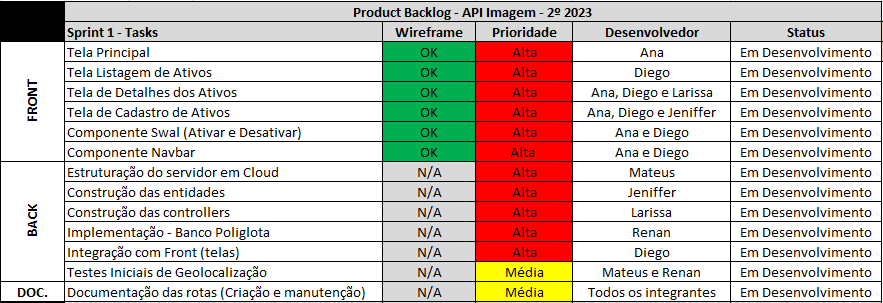 Product Backlog - API Imagem - 2º 2023
Sprint 1 - Tasks Wireframe Prioridade Desenvolvedor Status
FRONT
Tela Principal OK Alta Ana Em Desenvolvimento
Tela Listagem de Ativos OK Alta Diego Em Desenvolvimento
Tela de Detalhes dos Ativos OK Alta Ana, Diego e Larissa Em Desenvolvimento
Tela de Cadastro de Ativos OK Alta Ana, Diego e Jeniffer Em Desenvolvimento
Componente Swal (Ativar e Desativar) OK Alta Ana e Diego Em Desenvolvimento
Componente Navbar OK Alta Ana e Diego Em Desenvolvimento
BACK
Estruturação do servidor em Cloud N/A Alta Mateus Em Desenvolvimento
Construção das entidades N/A Alta Jeniffer Em Desenvolvimento
Construção das controllers N/A Alta Larissa Em Desenvolvimento
Implementação - Banco Poliglota N/A Alta Renan Em Desenvolvimento
Integração com Front (telas) N/A Alta Diego Em Desenvolvimento
Testes Iniciais de Geolocalização N/A Média Mateus e Renan Em Desenvolvimento
DOC. Documentação das rotas (Criação e manutenção) N/A Média Todos os integrantes Em Desenvolvimento